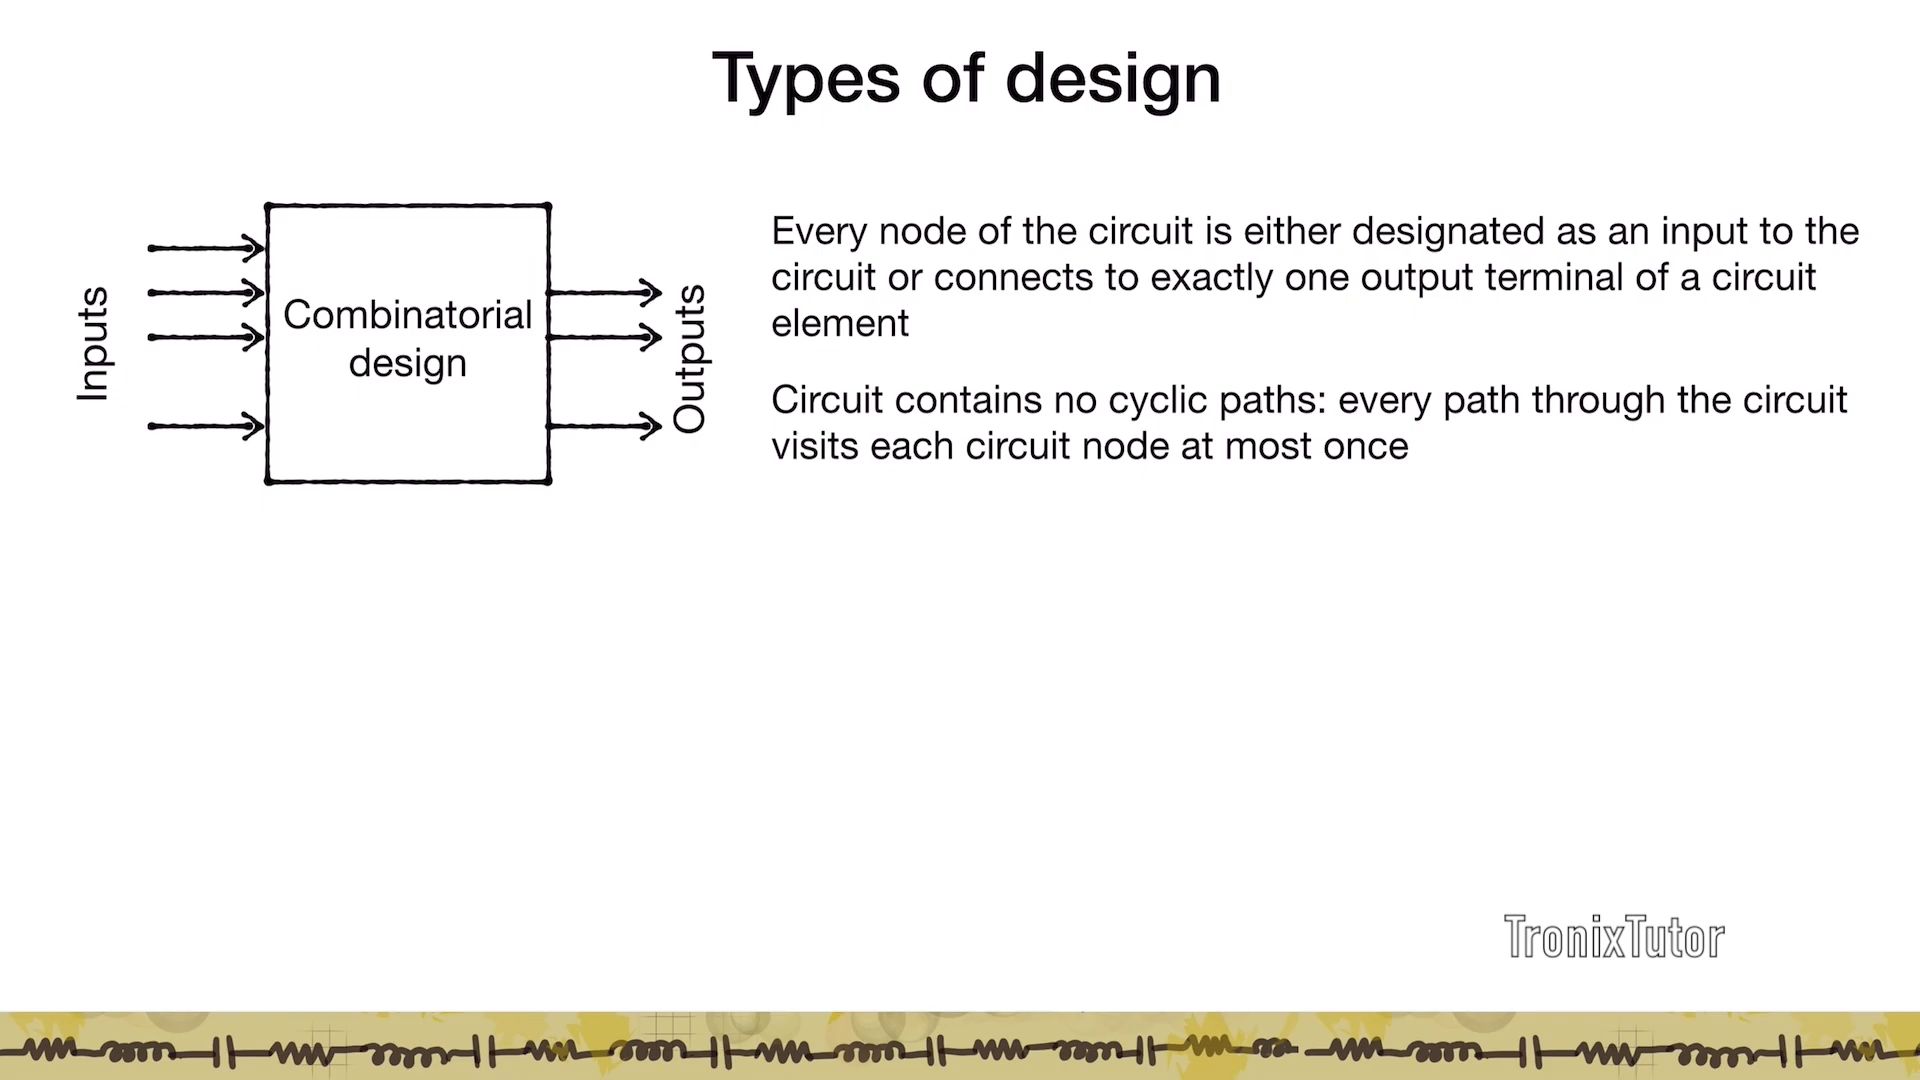 Types of design
Inputs
Combinatorial
design
Outputs
Every node of the circuit is either designated as an input to the
circuit or connects to exactly one output terminal of a circuit
element
Circuit contains no cyclic paths: every path through the circuit
visits each circuit node at most once
TronixTutor